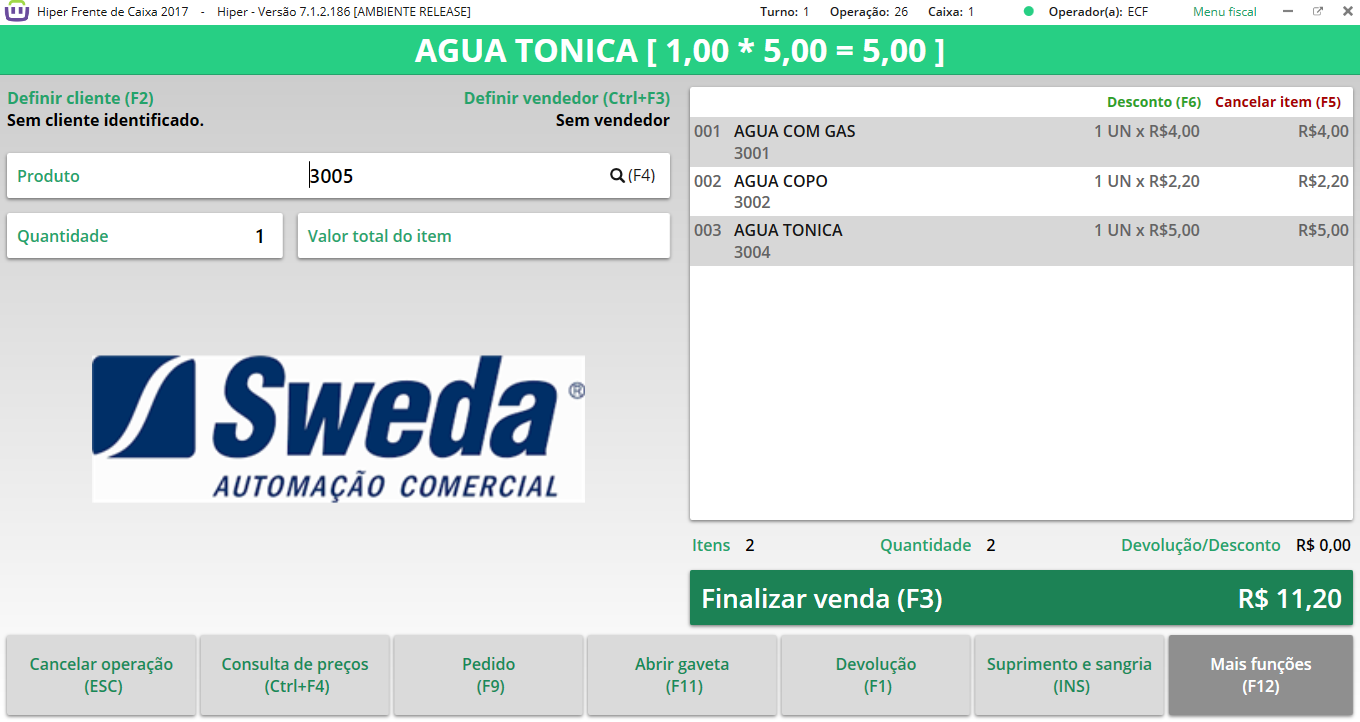 Hiper Frente de Caixa 2017 - Hiper - Versão 7.1.2.186 [AMBIENTE RELEASE] Turno: 1 Operação: 26 Caixa: 1 Operador(a): ECF Menu fiscal
AGUA TONICA [ 1,00 * 5,00 = 5,00 ]
Definir cliente (F2) Definir vendedor (Ctrl+F3)
Sem cliente identificado. Sem vendedor
Produto 3005 (F4)
Quantidade 1 Valor total do item
Sweda ®
AUTOMAÇÃO COMERCIAL
Desconto (F6) Cancelar item (F5)
001 AGUA COM GAS 1 UN x R$4,00 R$4,00
3001
002 AGUA COPO 1 UN x R$2,20 R$2,20
3002
003 AGUA TONICA 1 UN x R$5,00 R$5,00
3004
Itens 2 Quantidade 2 Devolução/Desconto R$ 0,00
Finalizar venda (F3) R$ 11,20
Cancelar operação Consulta de preços Pedido Abrir gaveta Devolução Suprimento e sangria Mais funções
(ESC) (Ctrl+F4) (F9) (F11) (F1) (INS) (F12)